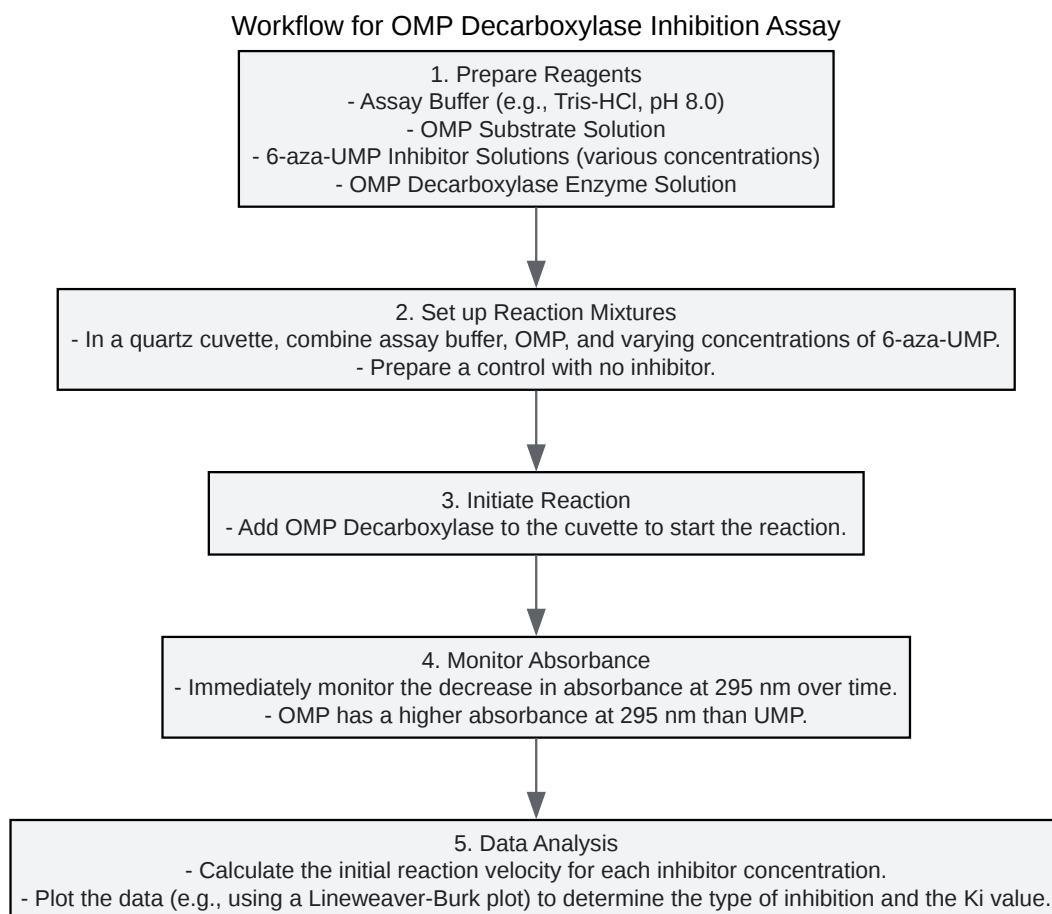 Workflow for OMP Decarboxylase Inhibition Assay
1. Prepare Reagents
- Assay Buffer (e.g., Tris-HCl, pH 8.0)
- OMP Substrate Solution
- 6-aza-UMP Inhibitor Solutions (various concentrations)
- OMP Decarboxylase Enzyme Solution
2. Set up Reaction Mixtures
- In a quartz cuvette, combine assay buffer, OMP, and varying concentrations of 6-aza-UMP.
- Prepare a control with no inhibitor.
3. Initiate Reaction
- Add OMP Decarboxylase to the cuvette to start the reaction.
4. Monitor Absorbance
- Immediately monitor the decrease in absorbance at 295 nm over time.
- OMP has a higher absorbance at 295 nm than UMP.
5. Data Analysis
- Calculate the initial reaction velocity for each inhibitor concentration.
- Plot the data (e.g., using a Lineweaver-Burk plot) to determine the type of inhibition and the Ki value.